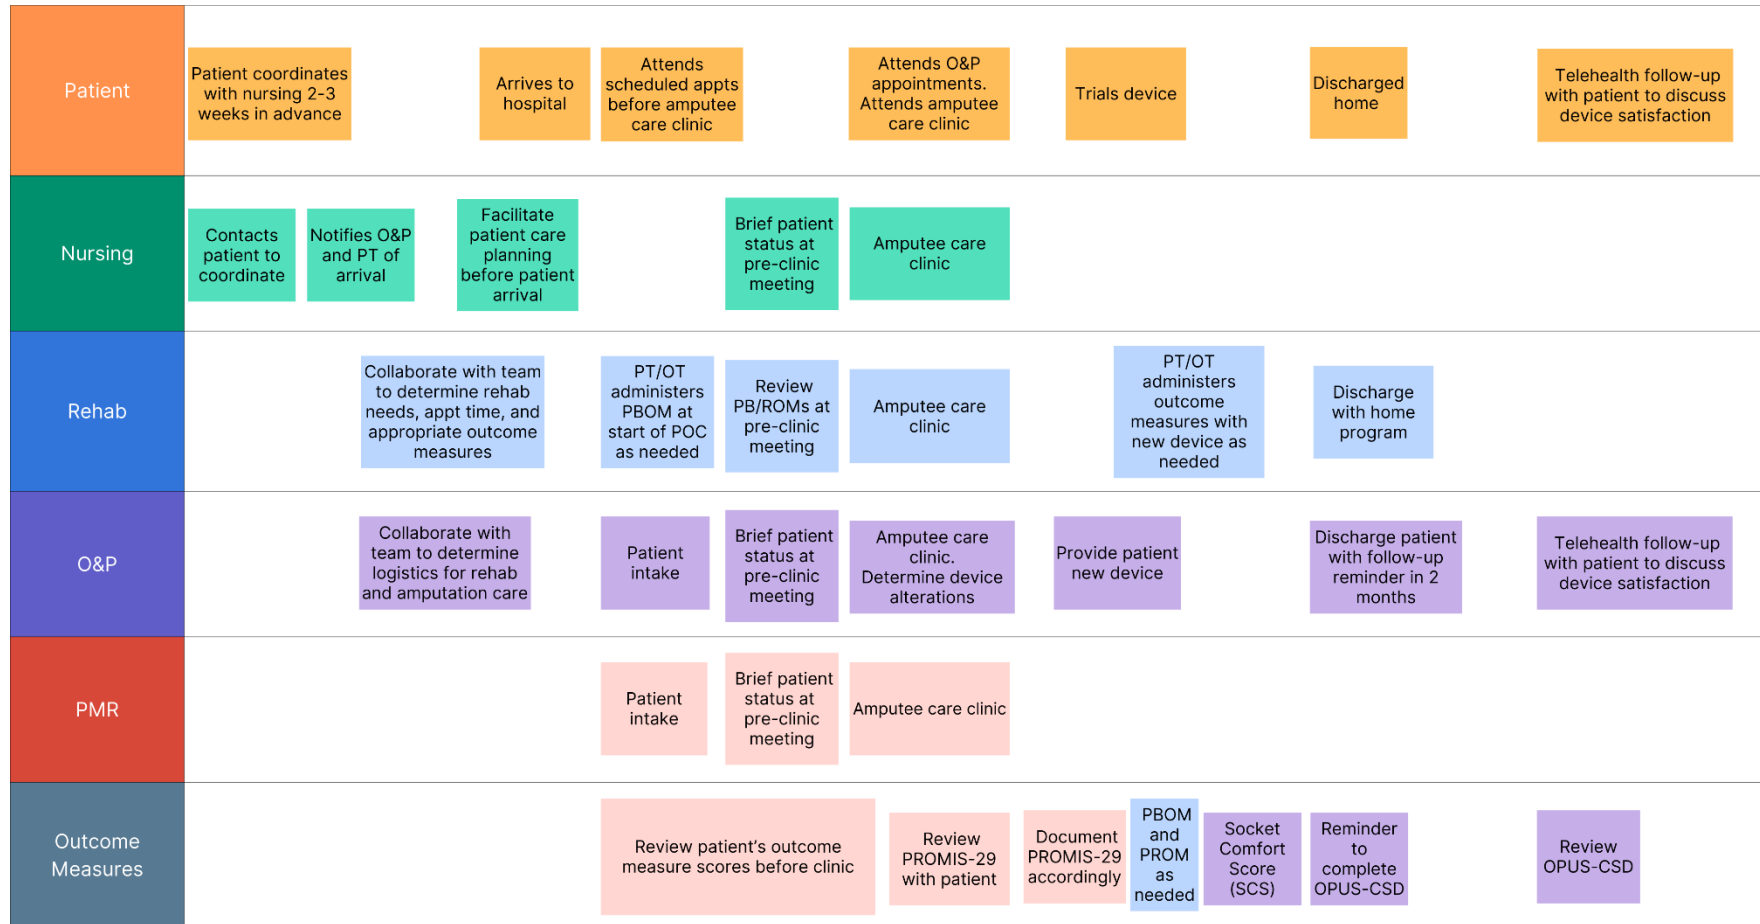 Patient
Patient coordinates
with nursing 2-3
weeks in advance
Arrives to
hospital
Attends
scheduled appts
before amputee
care clinic
Attends O&P
appointments.
Attends amputee
care clinic
Trials device
Discharged
home
Telehealth follow-up
with patient to discuss
device satisfaction
Nursing
Contacts
patient to
coordinate
Notifies O&P
and PT of
arrival
Facilitate
patient care
planning
before patient
arrival
Brief patient
status at
pre-clinic
meeting
Amputee care
clinic
Rehab
Collaborate with team
to determine rehab
needs, appt time, and
appropriate outcome
measures
PT/OT
administers
PBOM at
start of POC
as needed
Review
PB/ROMs at
pre-clinic
meeting
Amputee care
clinic
PT/OT
administers
outcome
measures with
new device as
needed
Discharge
with home
program
O&P
Collaborate with
team to determine
logistics for rehab
and amputation care
Patient
intake
Brief patient
status at
pre-clinic
meeting
Amputee care
clinic.
Determine device
alterations
Provide patient
new device
Discharge patient
with follow-up
reminder in 2
months
Telehealth follow-up
with patient to discuss
device satisfaction
PMR
Patient
intake
Brief patient
status at
pre-clinic
meeting
Amputee care clinic
Outcome
Measures
Review patient's outcome
measure scores before clinic
Review
PROMIS-29
with patient
Document
PROMIS-29
accordingly
PBOM
and
PROM
as
needed
Socket
Comfort
Score
(SCS)
Reminder
to
complete
OPUS-CSD
Review
OPUS-CSD